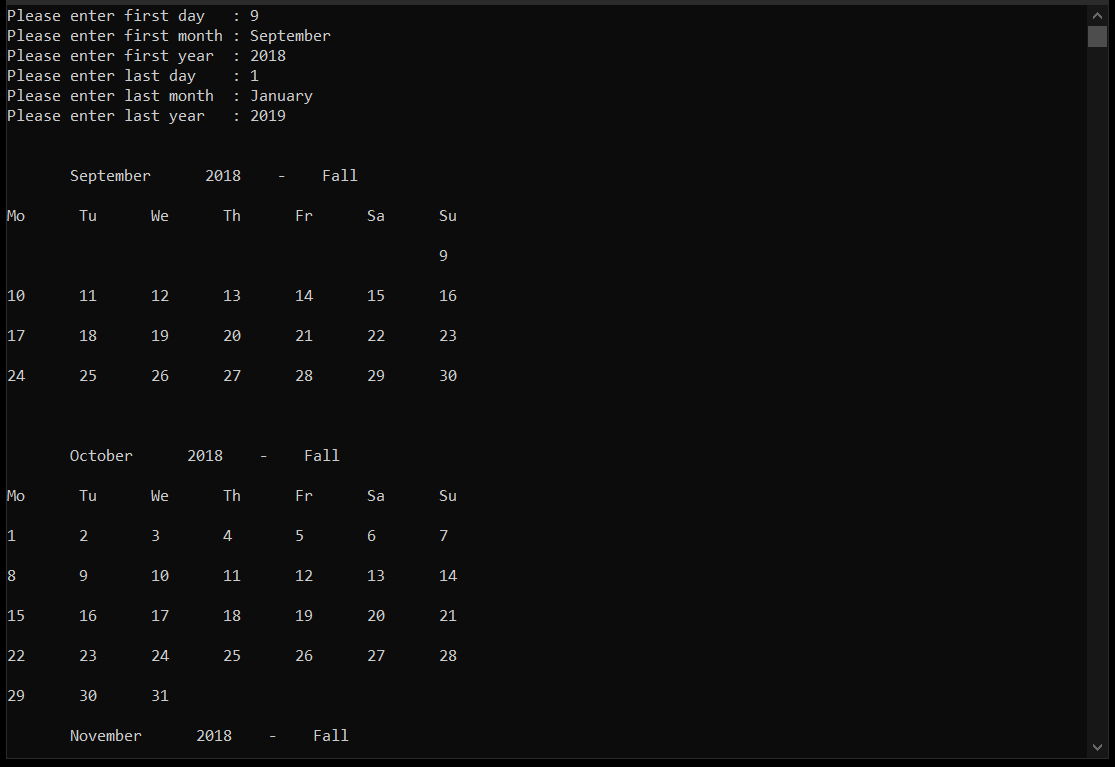 Please enter first day   : 9
Please enter first month : September
Please enter first year  : 2018
Please enter last day    : 1
Please enter last month  : January
Please enter last year   : 2019
       September      2018    -    Fall
Mo      Tu      We      Th      Fr      Sa      Su
                                                9
10      11      12      13      14      15      16
17      18      19      20      21      22      23
24      25      26      27      28      29      30
       October      2018    -    Fall
Mo      Tu      We      Th      Fr      Sa      Su
1       2       3       4       5       6       7
8       9       10      11      12      13      14
15      16      17      18      19      20      21
22      23      24      25      26      27      28
29      30      31
       November      2018    -    Fall